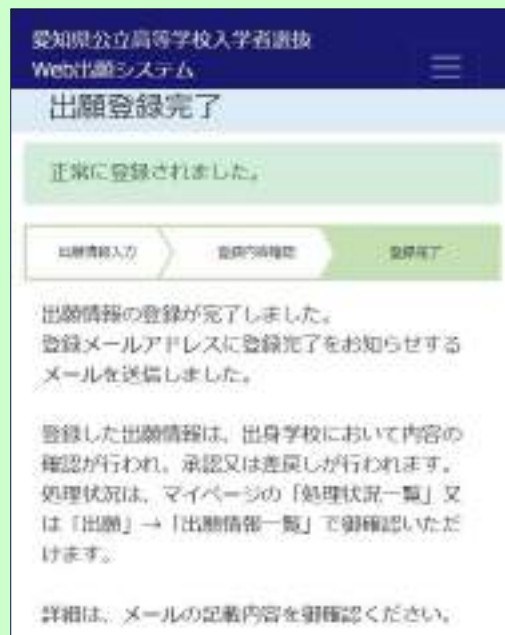 愛知県公立高等学校入学者選抜
Web出願システム
出願登録完了
正常に登録されました。
出願情報入力
登録内容確認
登録完了
出願情報の登録が完了しました。
登録メールアドレスに登録完了をお知らせする
メールを送信しました。
登録した出願情報は、出身学校において内容の
確認が行われ、承認又は差戻しが行われます。
処理状況は、マイページの「処理状況一覧」又
は「出願」→「出願情報一覧」で御確認いただ
けます。
詳細は、メールの記載内容を御確認ください。